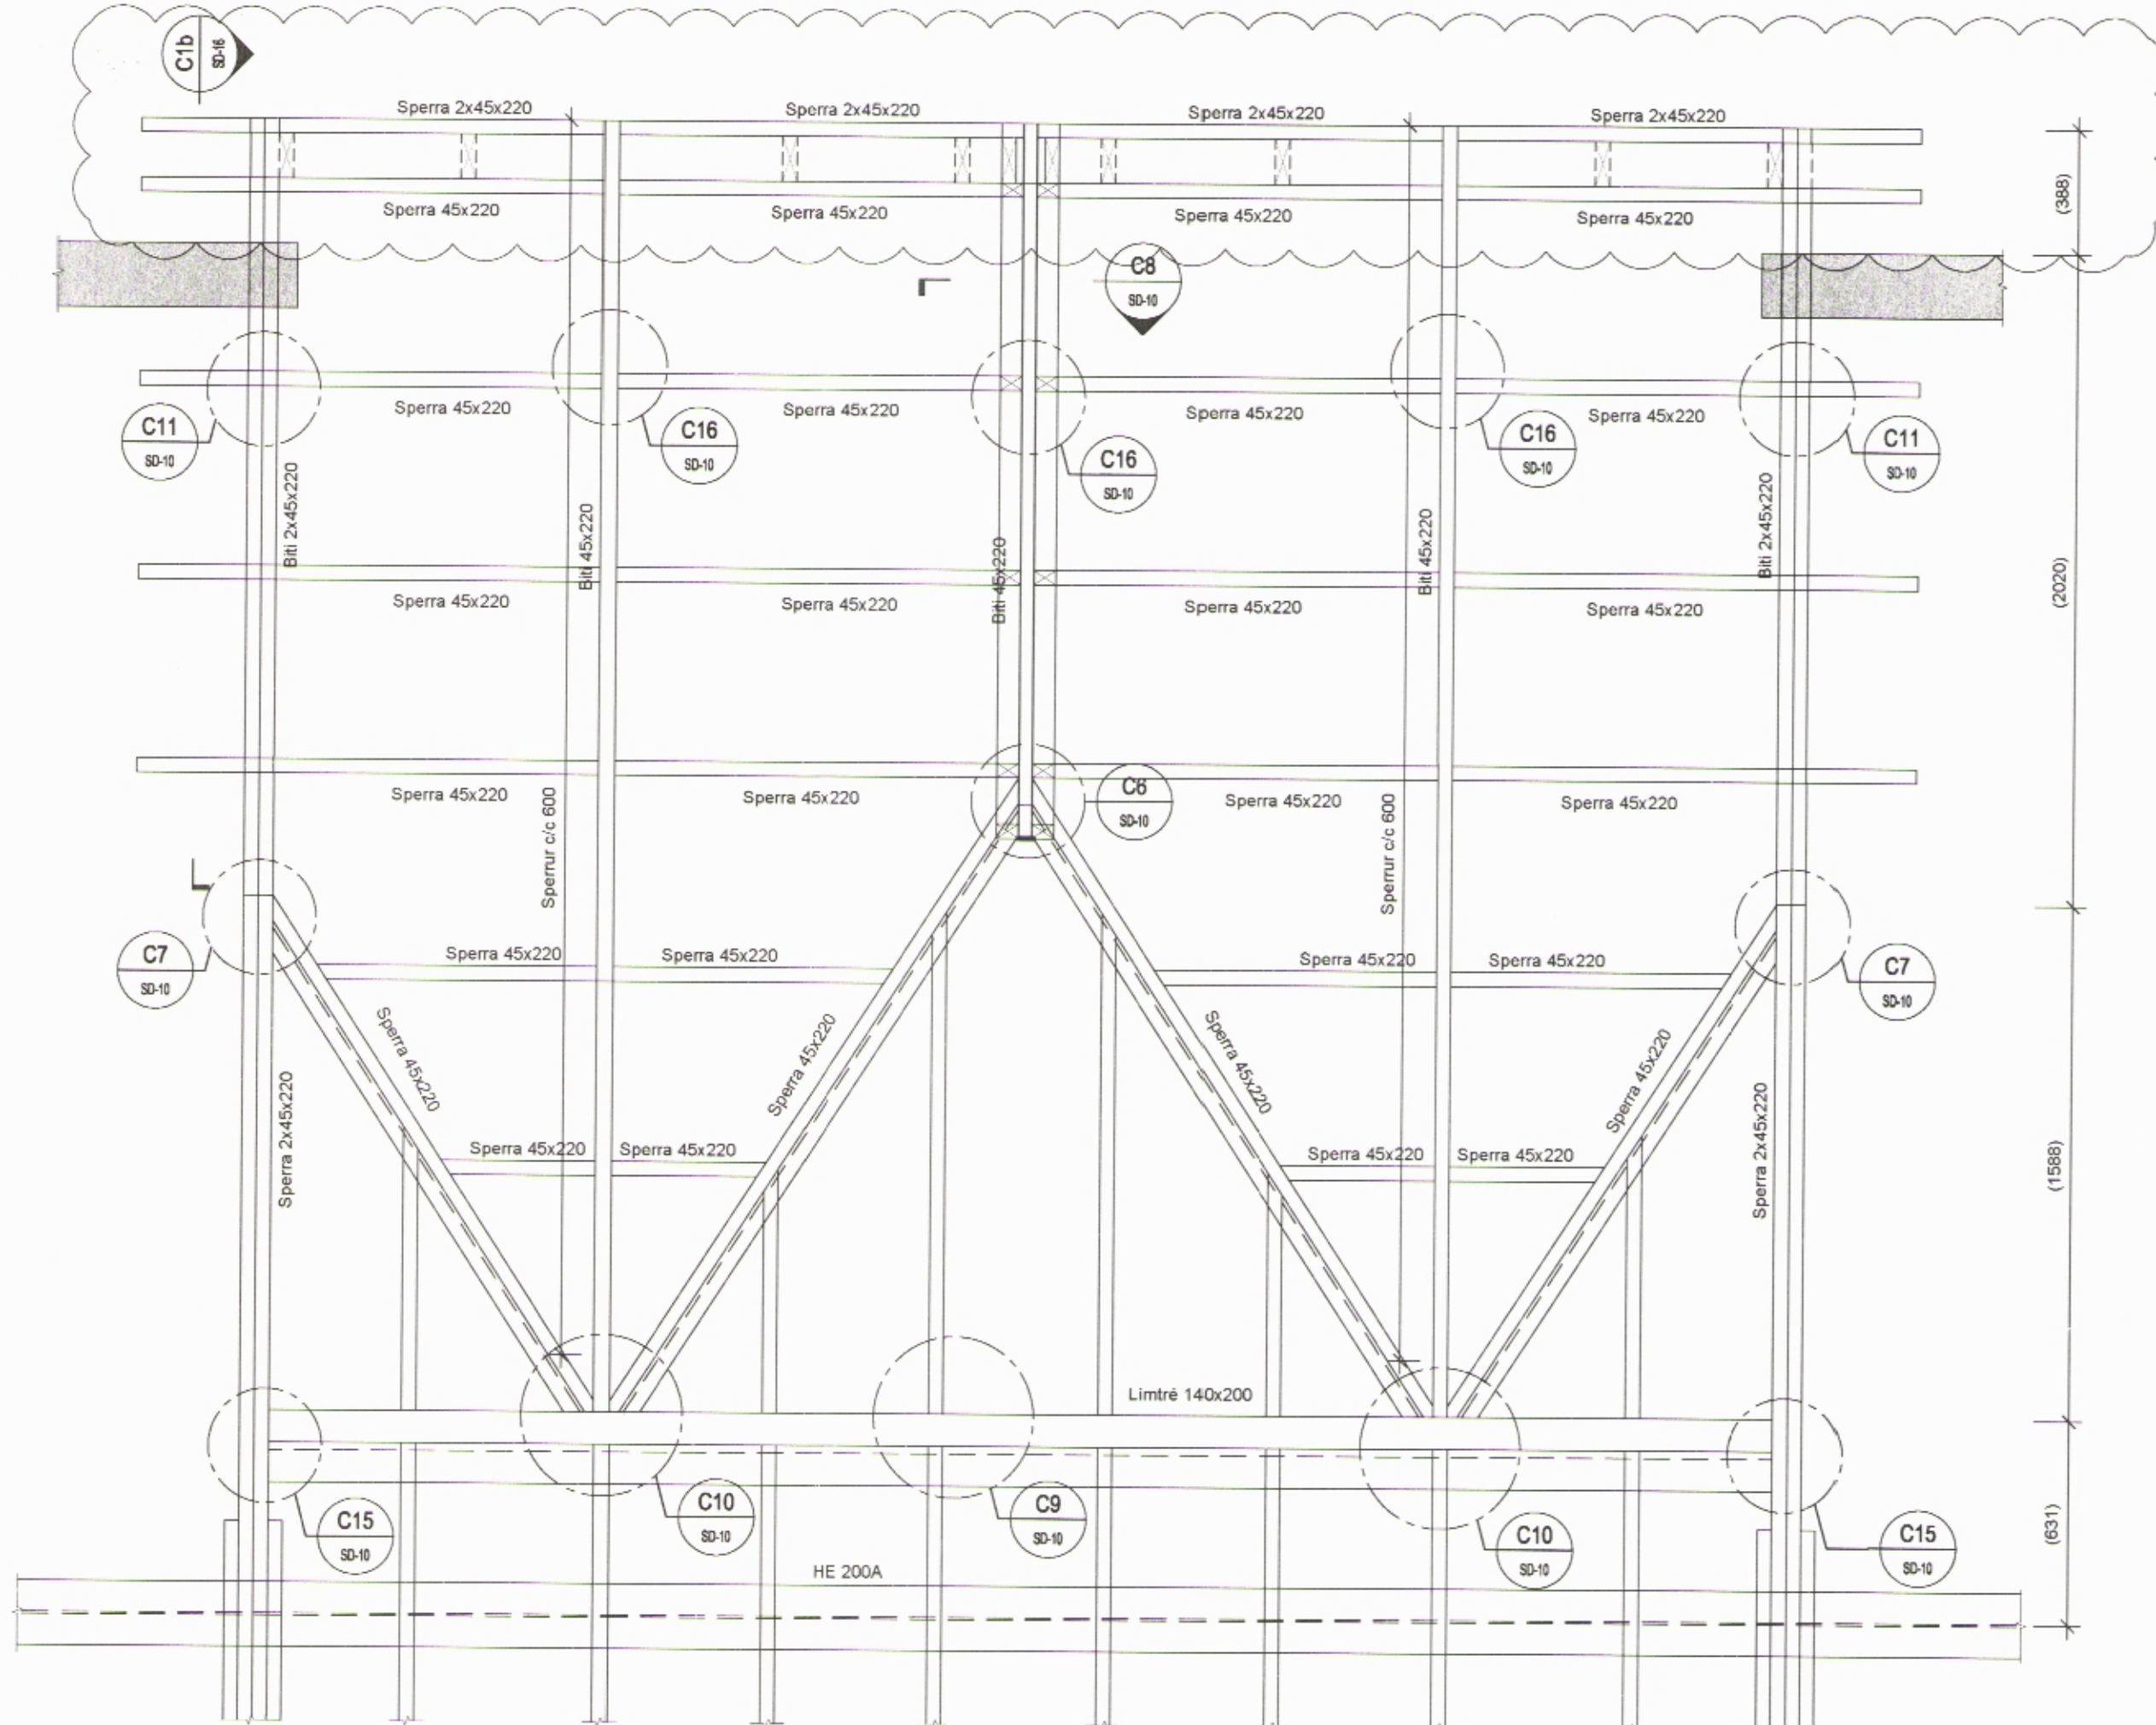 C1b
SD-16
Sperra 2x45x220
Sperra 2x45x220
Sperra 2x45x220
Sperra 2x45x220
Sperra 45x220
Sperra 45x220
Sperra 45x220
Sperra 45x220
(388)
C8
SD-10
Sperra 45x220
Sperra 45x220
Sperra 45x220
Sperra 45x220
C11
SD-10
C16
SD-10
C16
SD-10
C16
SD-10
C11
SD-10
Biti 2x45x220
Biti 45x220
Biti 45x220
Biti 45x220
Biti 2x45x220
(2020)
Sperra 45x220
Sperra 45x220
Sperra 45x220
Sperra 45x220
Sperra 45x220
Sperra 45x220
Sperra 45x220
Sperra 45x220
C6
SD-10
Sperrur c/c 600
Sperrur c/c 600
C7
SD-10
Sperra 45x220
Sperra 45x220
Sperra 45x220
Sperra 45x220
C7
SD-10
Sperra 2x45x220
Sperra 45x220
Sperra 45x220
Sperra 45x220
Sperra 45x220
Sperra 2x45x220
Sperra 45x220
Sperra 45x220
Sperra 45x220
Sperra 45x220
(1588)
Limtré 140x200
C15
SD-10
C10
SD-10
C9
SD-10
C10
SD-10
C15
SD-10
(631)
HE 200A